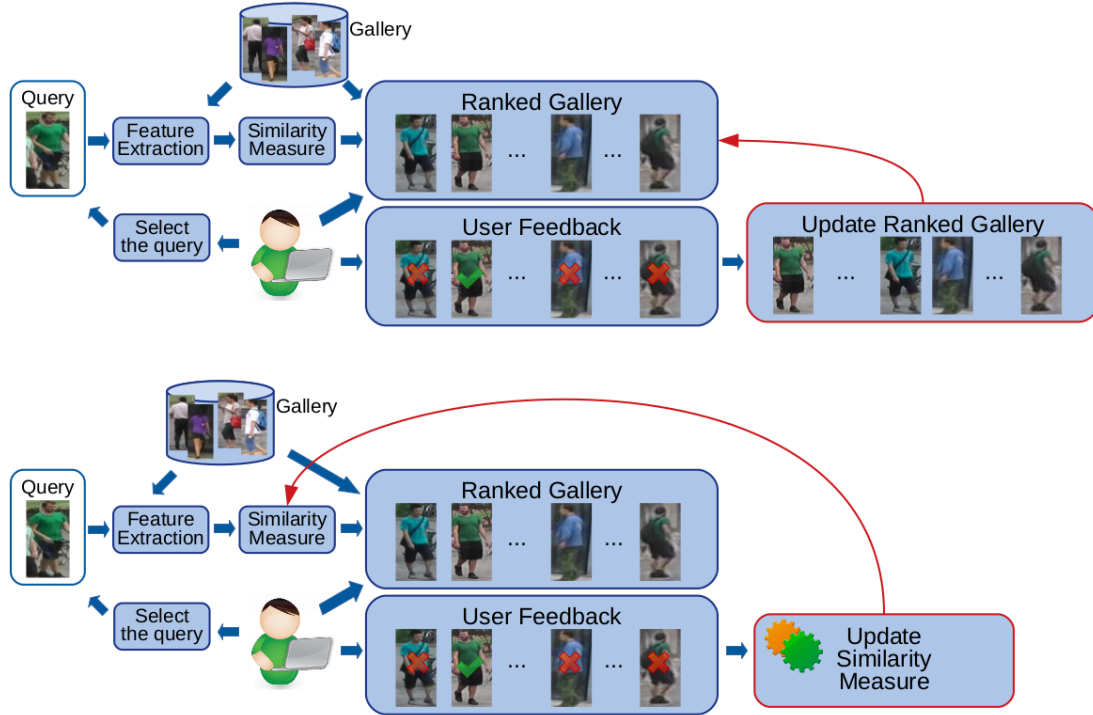 Gallery
Query
Ranked Gallery
Feature
Extraction
Similarity
Measure
...
...
Select
the query
User Feedback
...
...
Update Ranked Gallery
...
...
Gallery
Query
Ranked Gallery
Feature
Extraction
Similarity
Measure
...
...
Select
the query
User Feedback
...
...
Update
Similarity
Measure